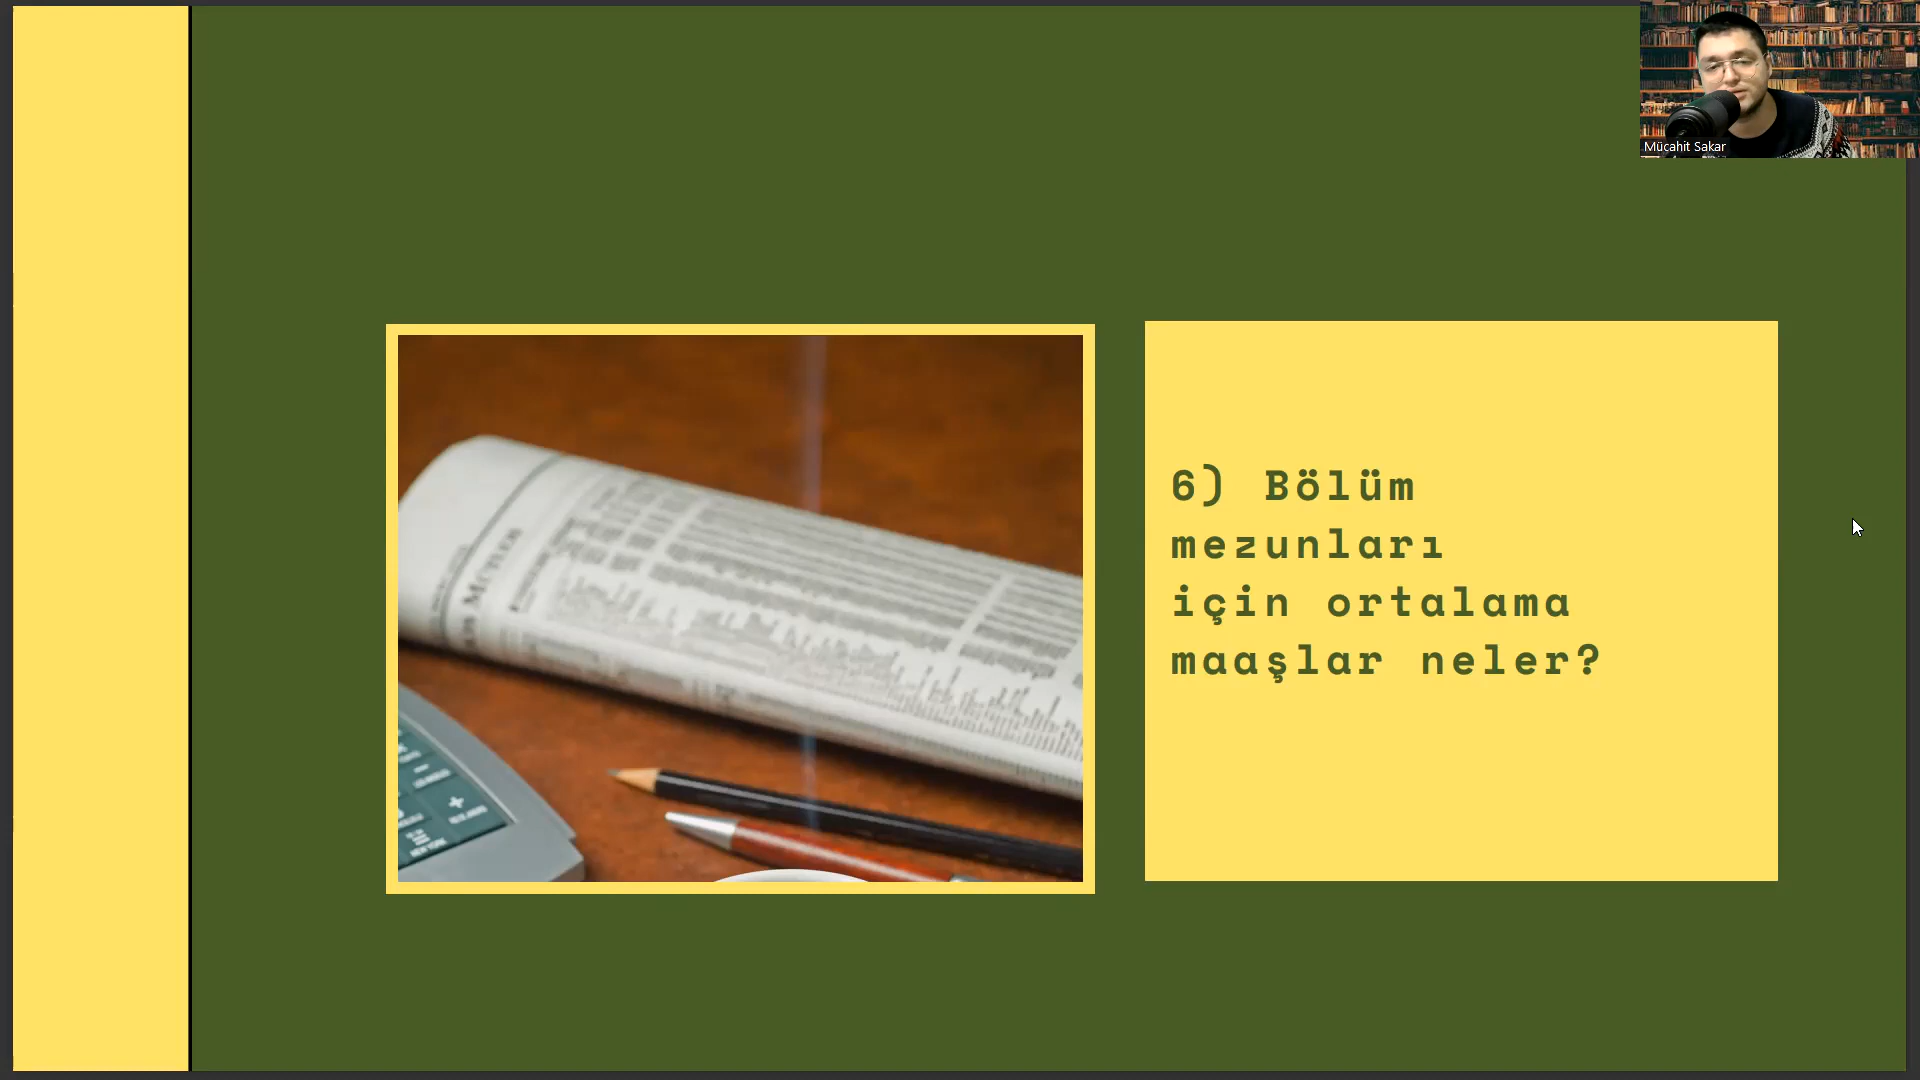 Mücahit Sakar
6) Bölüm
mezunları
için ortalama
maaşlar neler?